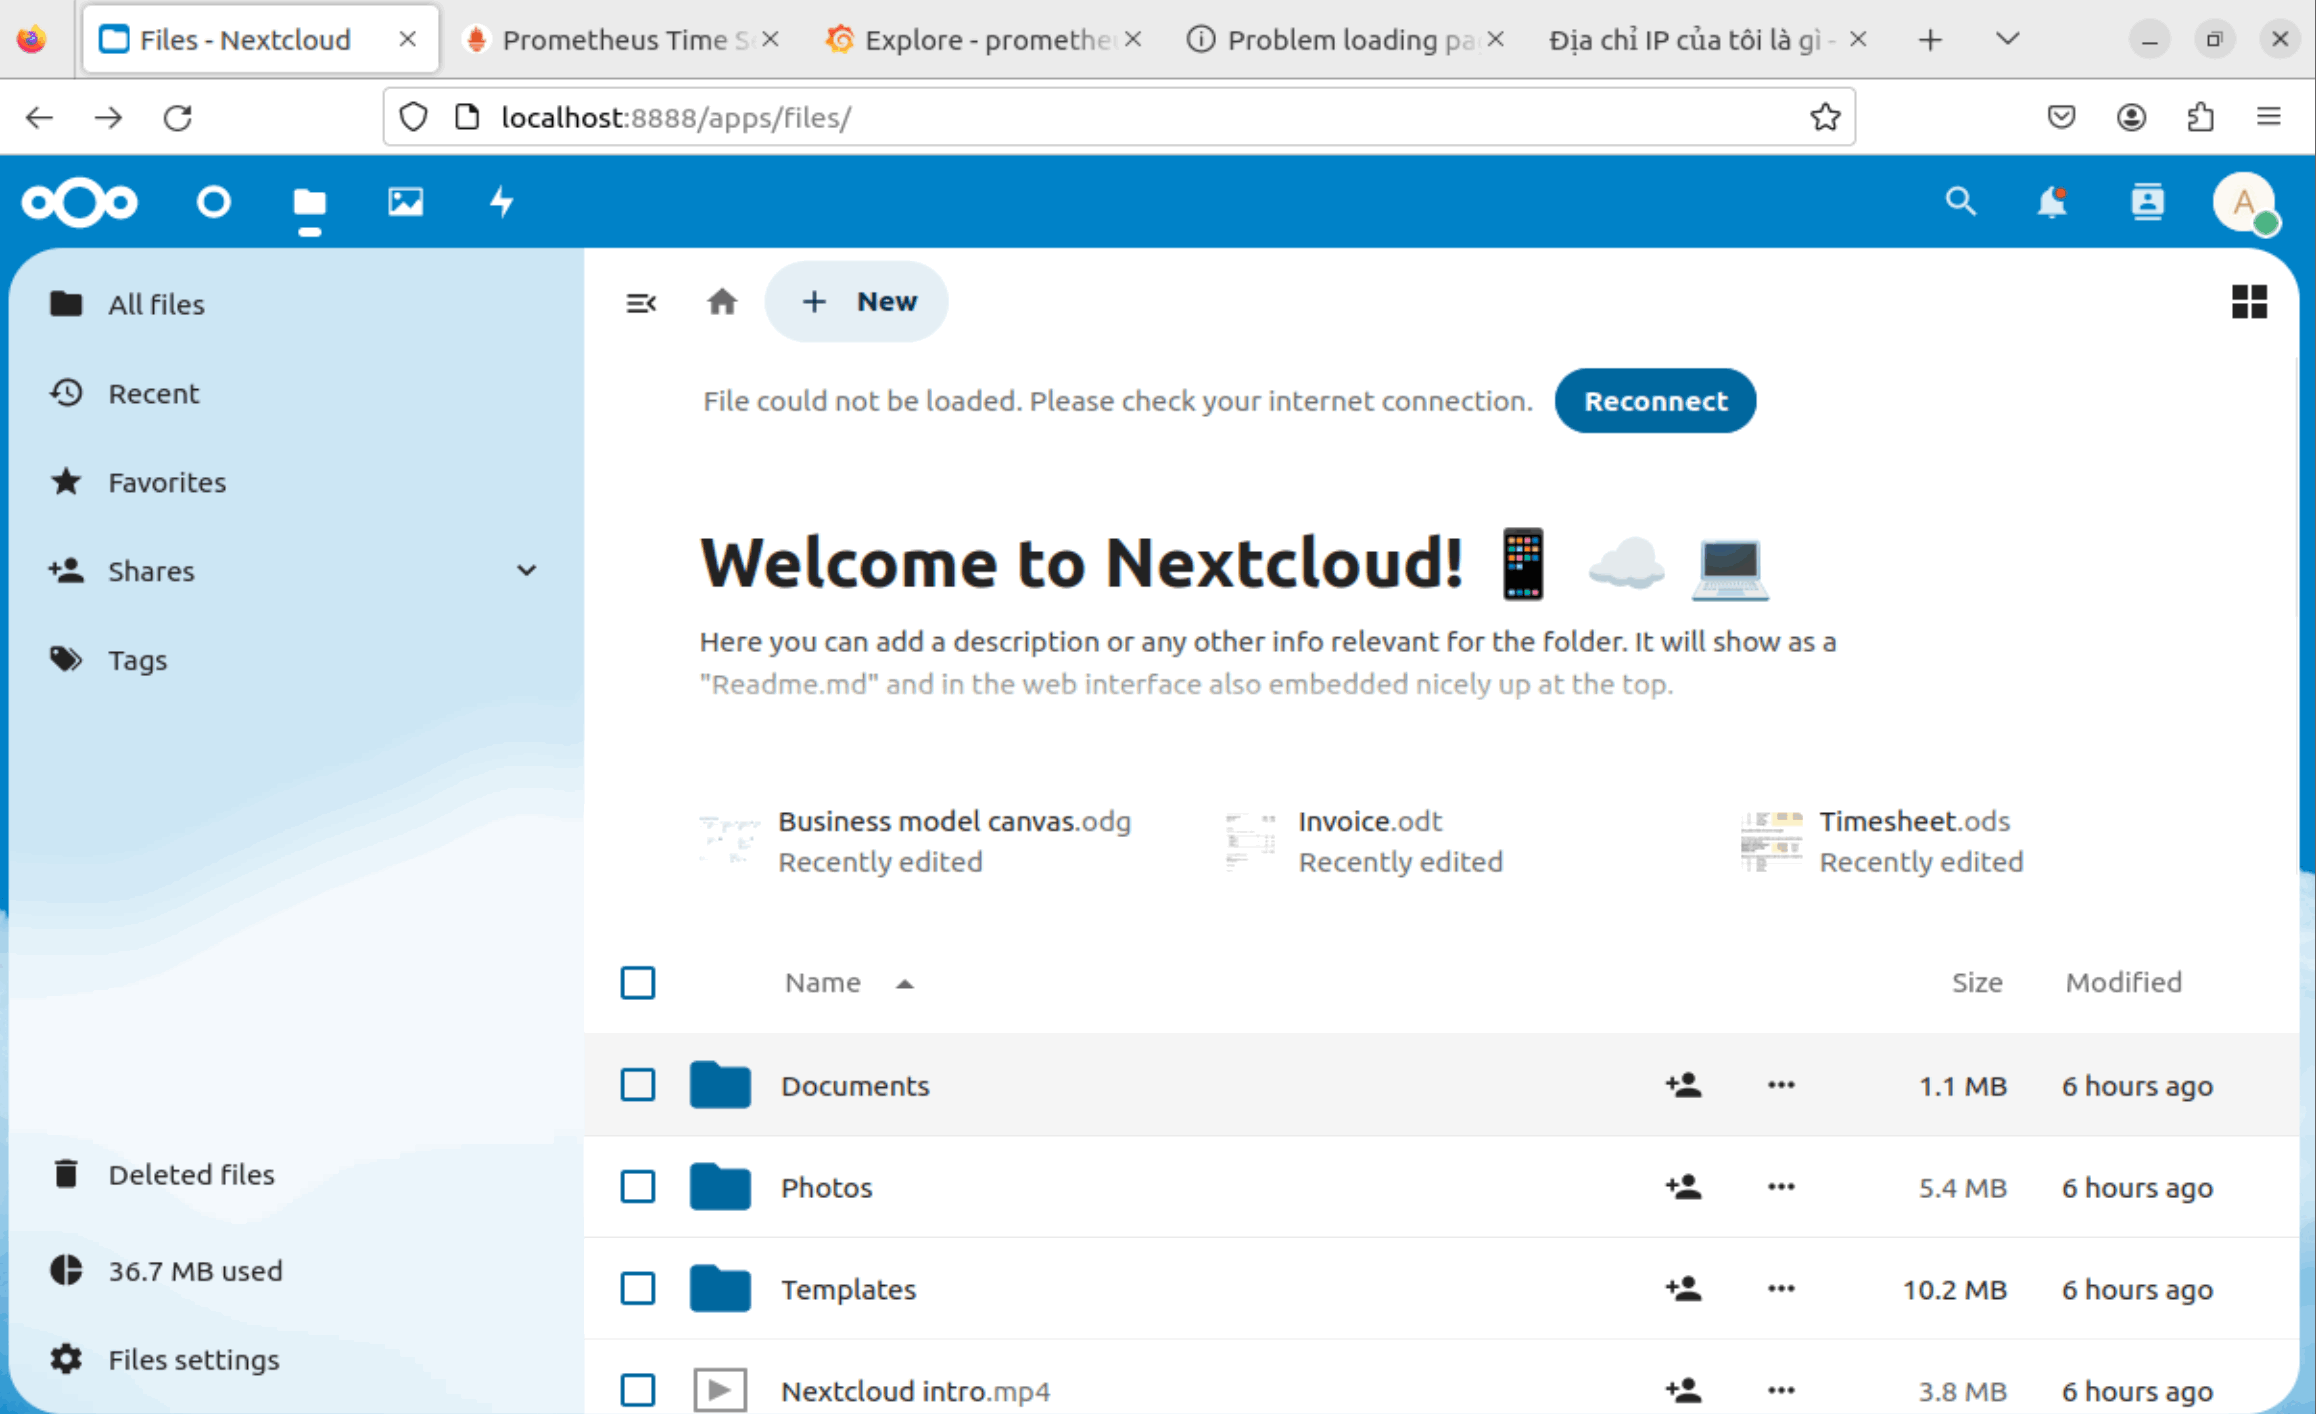 Files - Nextcloud
Prometheus Time S
Explore - promethe
Problem loading pa
Địa chỉ IP của tôi là gì -
localhost:8888/apps/files/
A
All files
New
File could not be loaded. Please check your internet connection.
Reconnect
Recent
Favorites
Shares
Tags
Welcome to Nextcloud!
Here you can add a description or any other info relevant for the folder. It will show as a
"Readme.md" and in the web interface also embedded nicely up at the top.
Business model canvas.odg
Recently edited
Invoice.odt
Recently edited
Timesheet.ods
Recently edited
Name
Size
Modified
Documents
1.1 MB
6 hours ago
Photos
5.4 MB
6 hours ago
Templates
10.2 MB
6 hours ago
Nextcloud intro.mp4
3.8 MB
6 hours ago
Deleted files
36.7 MB used
Files settings